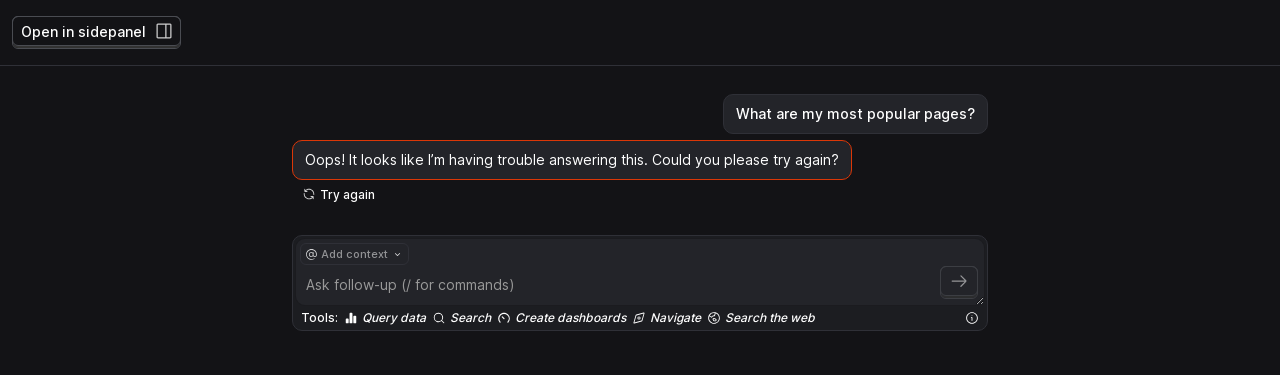 Open in sidepanel
What are my most popular pages?
Oops! It looks like I’m having trouble answering this. Could you please try again?
Try again
@ Add context
Ask follow-up (/ for commands)
Tools: Query data Search Create dashboards Navigate Search the web